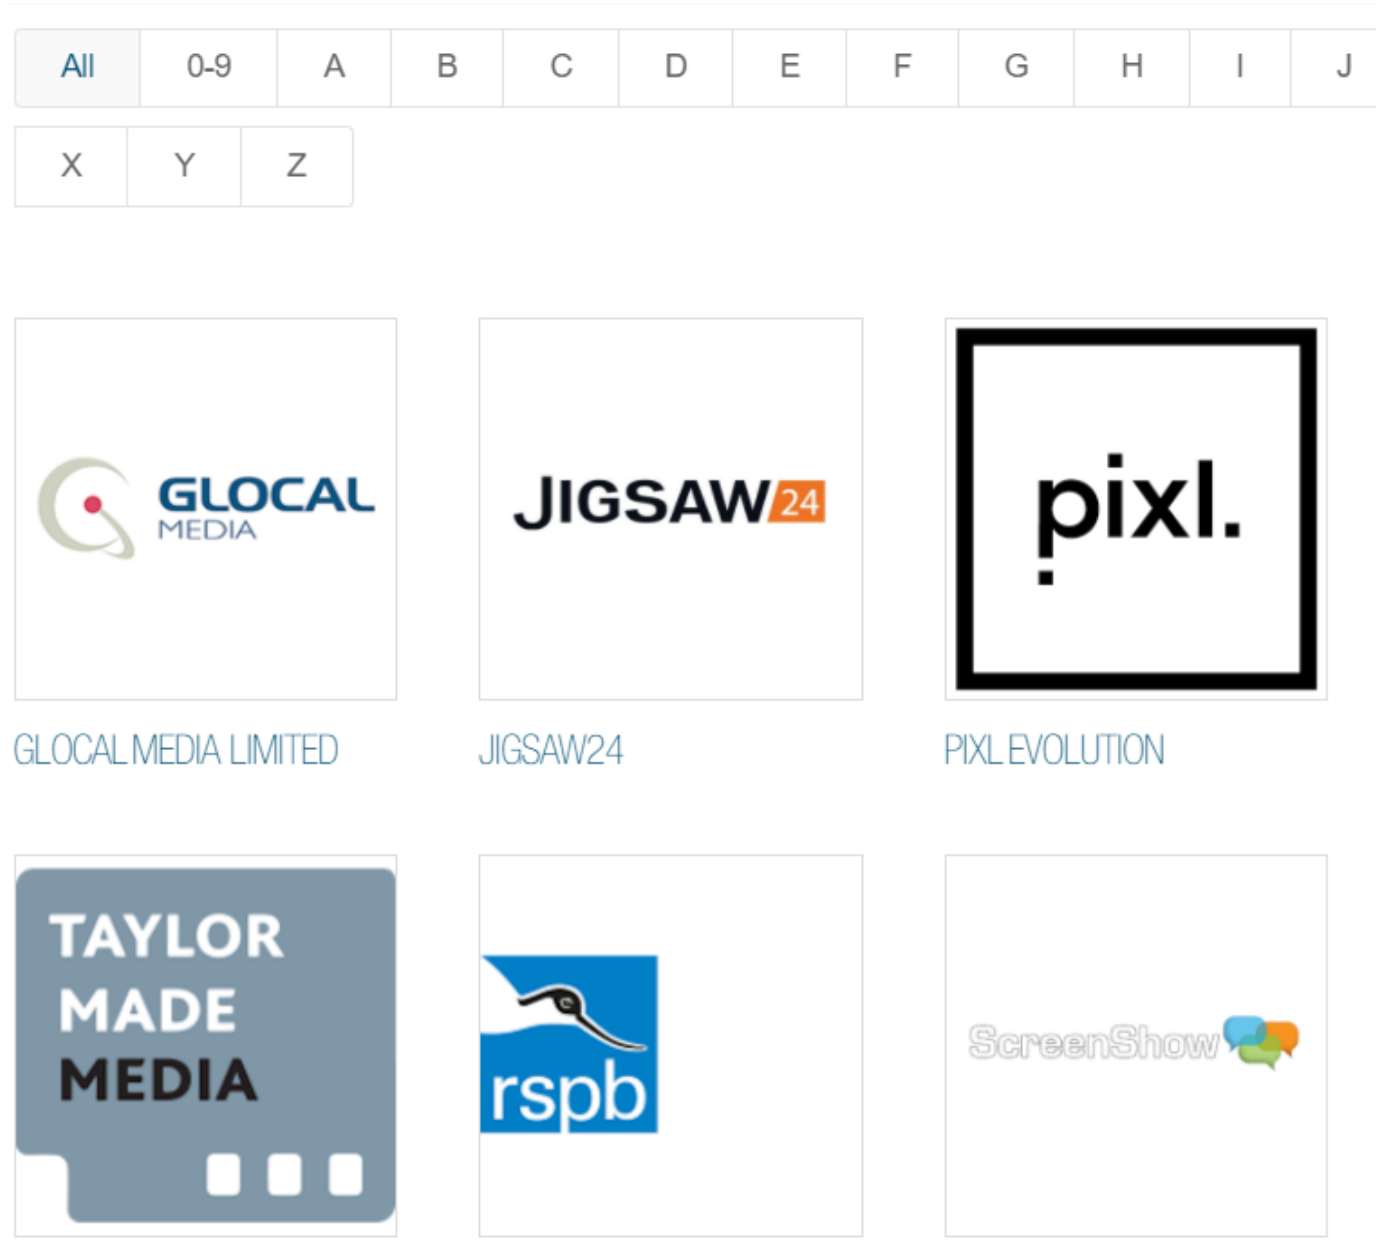 All 0-9 A B C D E F G H I J
X Y Z
GLOCAL
MEDIA
JIGSAW24
pixl.
GLOCAL MEDIA LIMITED
JIGSAW24
PIXL EVOLUTION
TAYLOR
MADE
MEDIA
rspb
ScreenShow